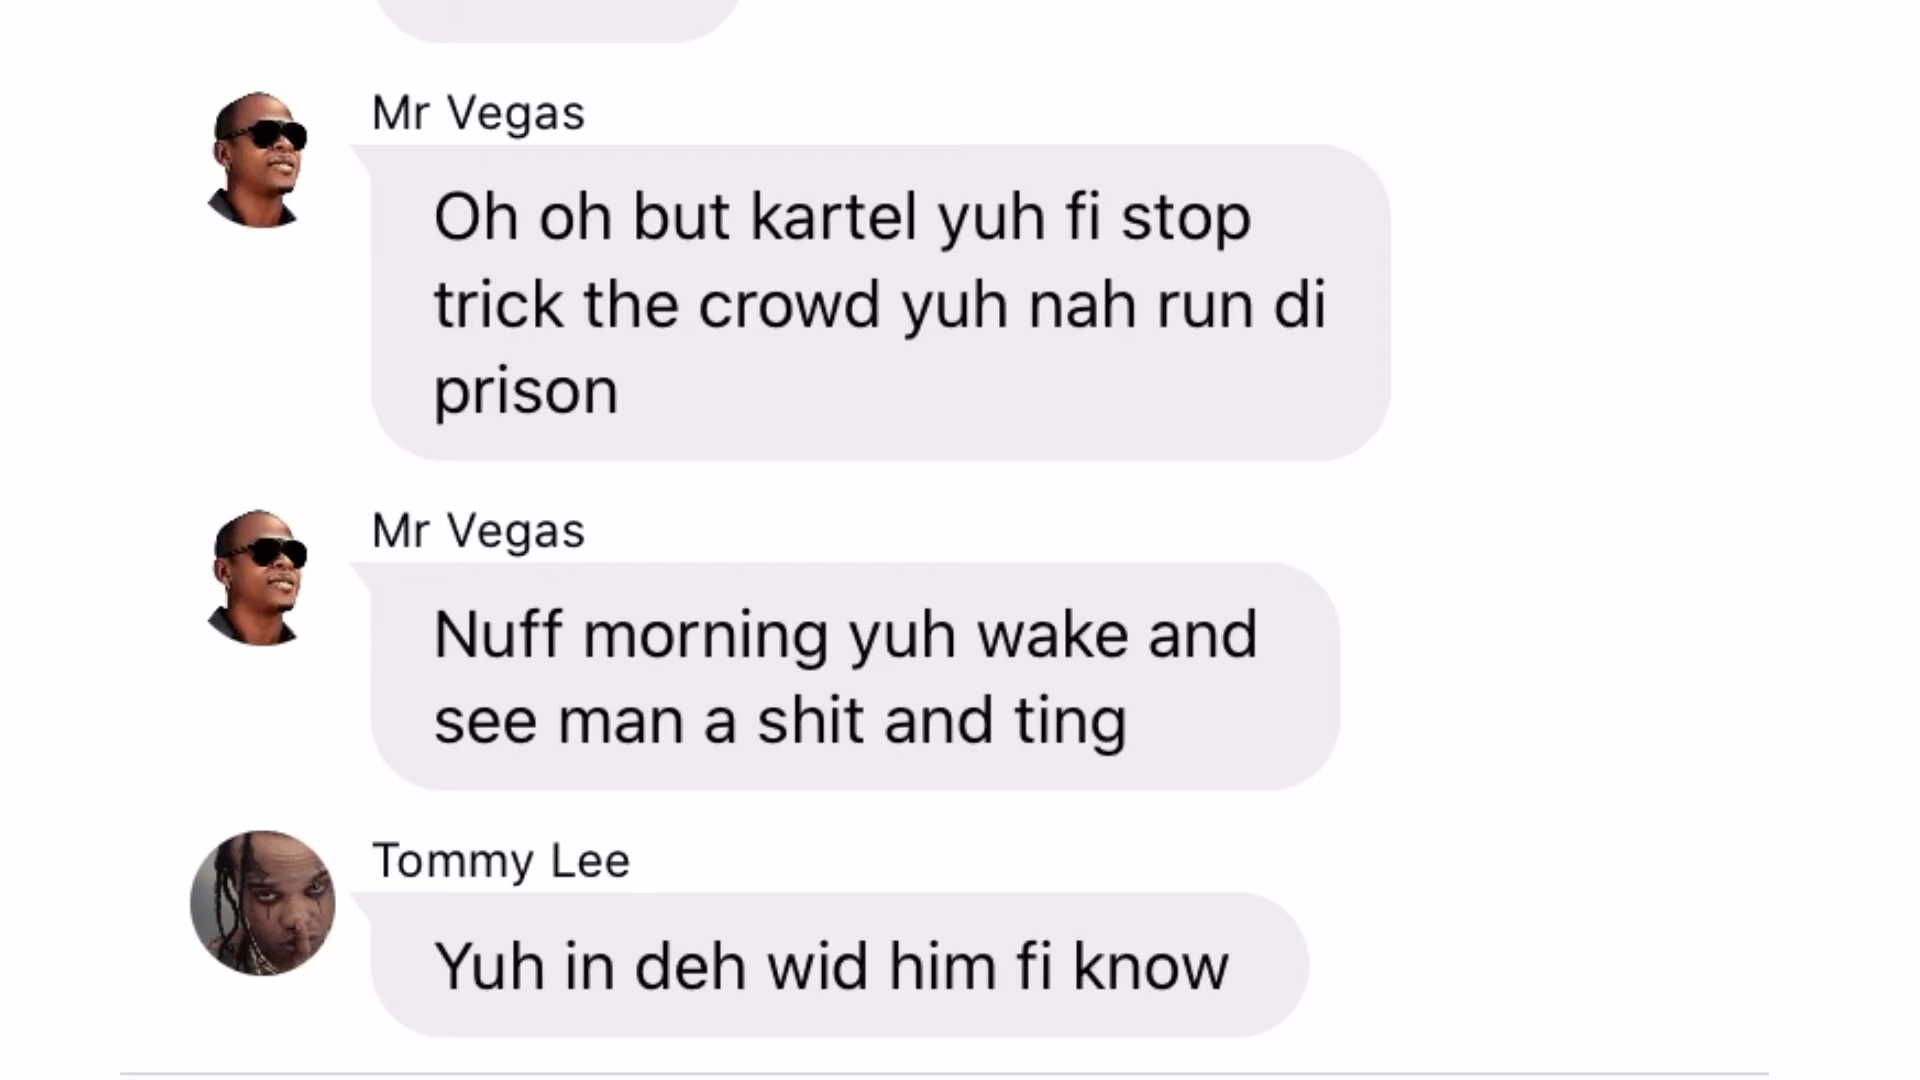 Mr Vegas
Oh oh but kartel yuh fi stop
trick the crowd yuh nah run di
prison
Mr Vegas
Nuff morning yuh wake and
see man a shit and ting
Tommy Lee
Yuh in deh wid him fi know